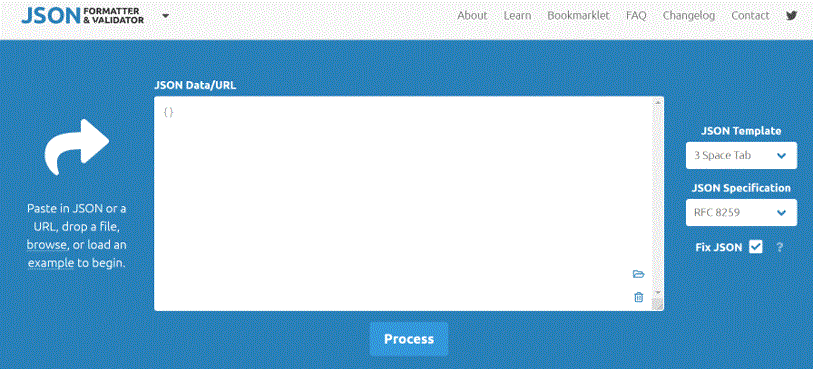 JSON FORMATTER & VALIDATOR
About Learn Bookmarklet FAQ Changelog Contact
JSON Data/URL
{}
Paste in JSON or a
URL, drop a file,
browse, or load an
example to begin.
JSON Template
3 Space Tab
JSON Specification
RFC 8259
Fix JSON ?
Process